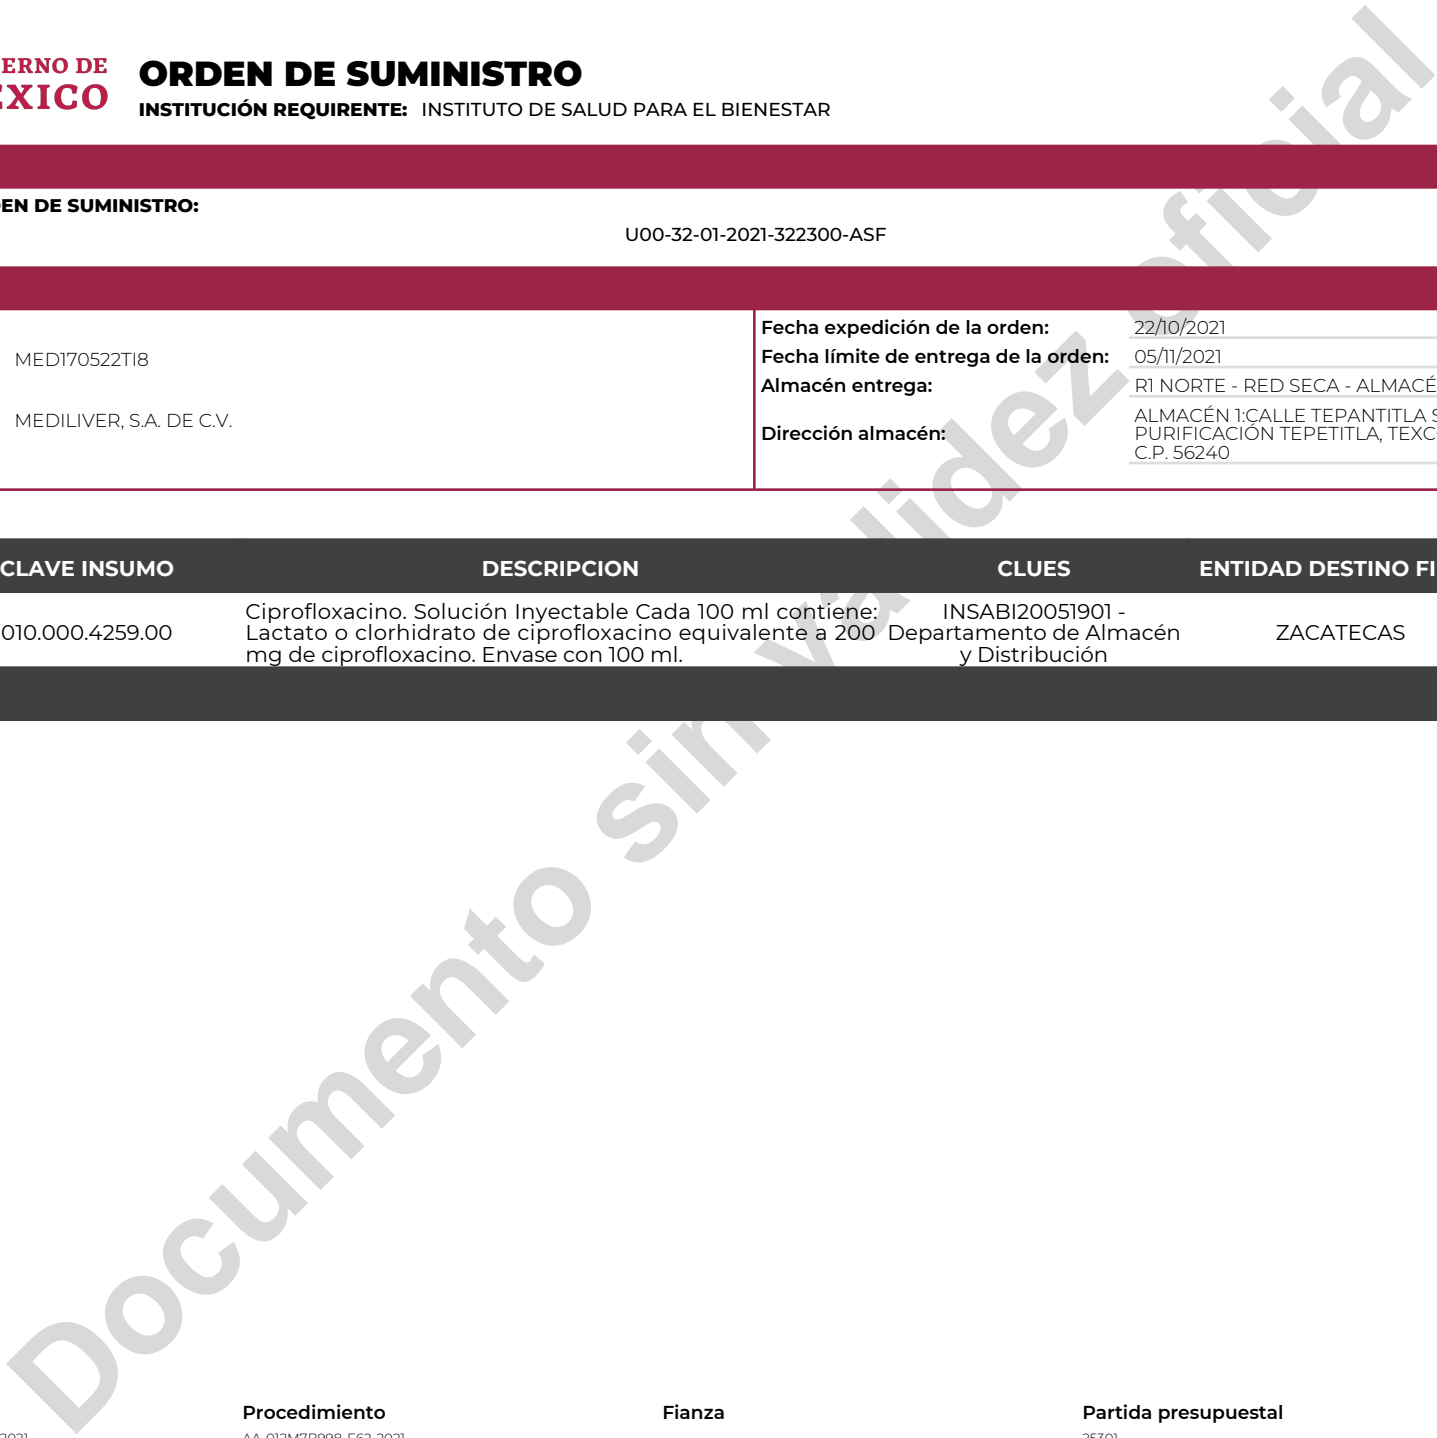 ERNO DE
EXICO
ORDEN DE SUMINISTRO
INSTITUCIÓN REQUIRENTE: INSTITUTO DE SALUD PARA EL BIENESTAR
EN DE SUMINISTRO:
U00-32-01-2021-322300-ASF
MED170522TI8
MEDILIVER, S.A. DE C.V.
Fecha expedición de la orden: 22/10/2021
Fecha límite de entrega de la orden: 05/11/2021
Almacén entrega: R1 NORTE - RED SECA - ALMACÉ
Dirección almacén: ALMACÉN 1:CALLE TEPANTITLA S
PURIFICACIÓN TEPETITLA, TEXC
C.P. 56240
CLAVE INSUMO DESCRIPCION CLUES ENTIDAD DESTINO FI
010.000.4259.00
Ciprofloxacino. Solución Inyectable Cada 100 ml contiene:
Lactato o clorhidrato de ciprofloxacino equivalente a 200
mg de ciprofloxacino. Envase con 100 ml.
INSABI20051901 -
Departamento de Almacén
y Distribución
ZACATECAS
Documento sin validez oficial
Procedimiento Fianza Partida presupuestal